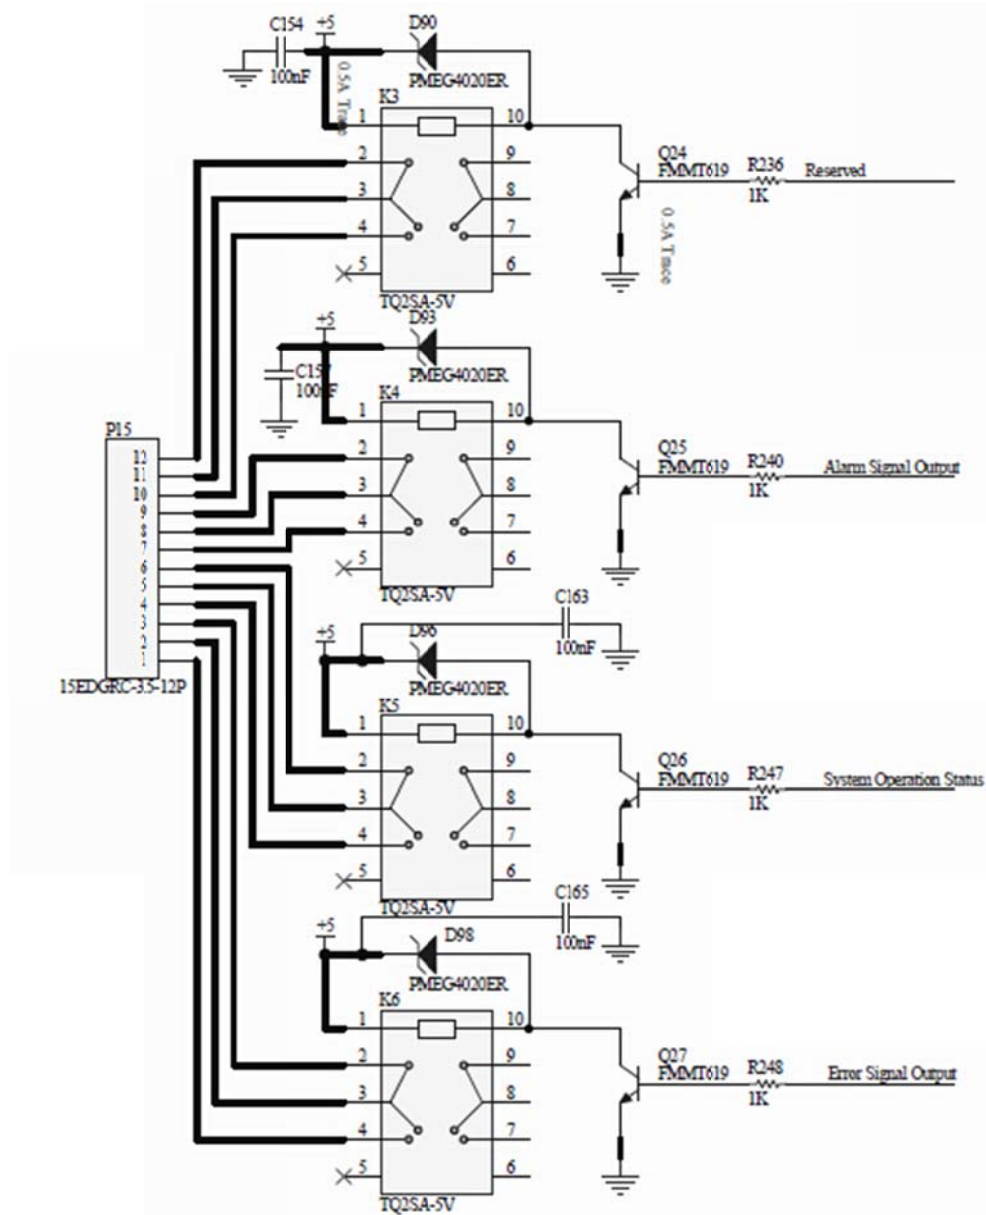 C154
+5
D90
100nF
PMEG4020ER
0.5A Trace
K3
1
10
2
9
3
8
4
7
5
6
TQ2SA-5V
Q24
FMMT619
R236
1K
Reserved
0.5A Trace
+5
D93
PMEG4020ER
K4
1
10
2
9
3
8
4
7
5
6
TQ2SA-5V
Q25
FMMT619
R240
1K
Alarm Signal Output
P15
12
11
10
9
8
7
6
5
4
3
2
1
15EDGRC-3.5-12P
+5
D96
PMEG4020ER
C163
100nF
K5
1
10
2
9
3
8
4
7
5
6
TQ2SA-5V
Q26
FMMT619
R247
1K
System Operation Status
+5
D98
PMEG4020ER
C165
100nF
K6
1
10
2
9
3
8
4
7
5
6
TQ2SA-5V
Q27
FMMT619
R248
1K
Error Signal Output